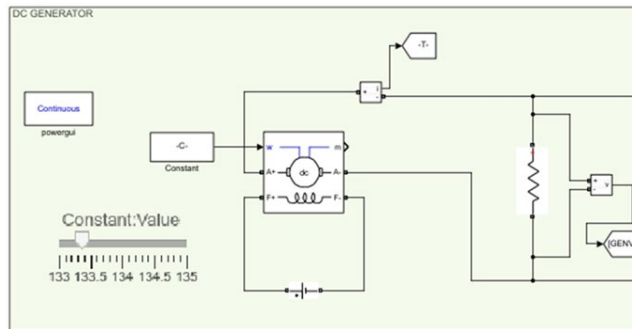 DC GENERATOR
-T-
+
i
-
Continuous
powergui
-C-
Constant
w
m
A+
dc
A-
F+
F-
+
-
v
[GENV
Constant:Value
133 133.5 134 134.5 135
+